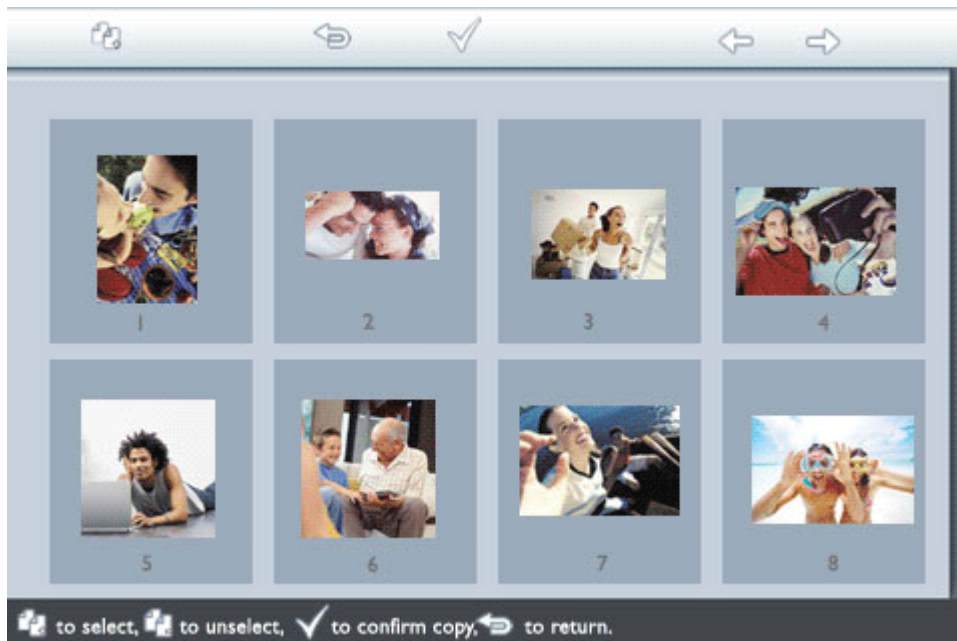 1 2 3 4
5 6 7 8
to select, to unselect, to confirm copy, to return.